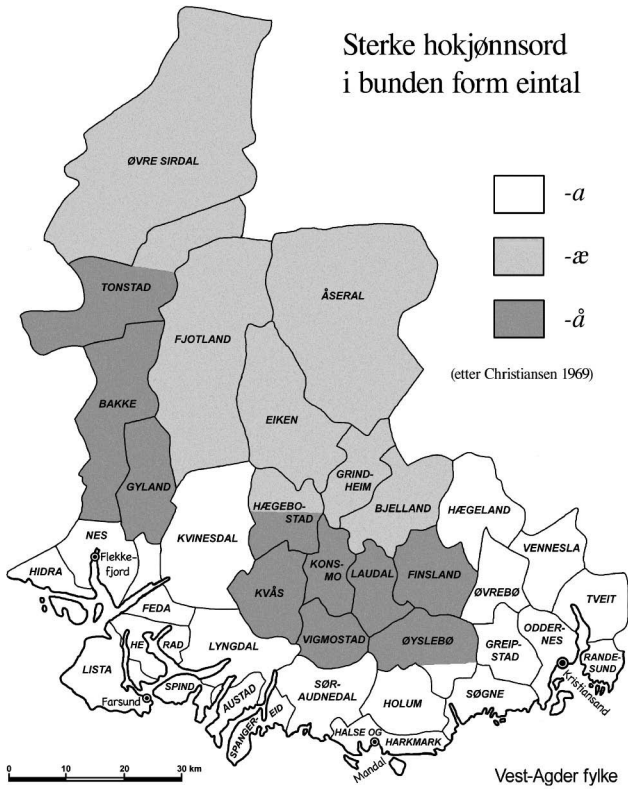 Sterke hokjønnsord
i bunden form eintal
-a
-æ
-å
(etter Christiansen 1969)
ØVRE SIRDAL
TONSTAD
ÅSERAL
FJOTLAND
BAKKE
EIKEN
GYLAND
GRIND-
HEIM
HÆGEBO-
STAD
BJELLAND
HÆGELAND
NES
Flekke-
fjord
KVINESDAL
VENNESLA
HIDRA
KVÅS
KONS-
MO
LAUDAL
FINSLAND
ØVREBØ
TVEIT
FEDA
HE
RAD
LYNGDAL
VIGMOSTAD
ØYSLEBØ
GREIP-
STAD
ODDER-
NES
RANDE-
SUND
Kristiansand
LISTA
SPIND
Farsund
AUSTAD
SPANGER-
EID
SØR-
AUDNEDAL
HOLUM
SØGNE
HALSE OG
HARKMARK
Mandal
0 10 20 30 km
Vest-Agder fylke